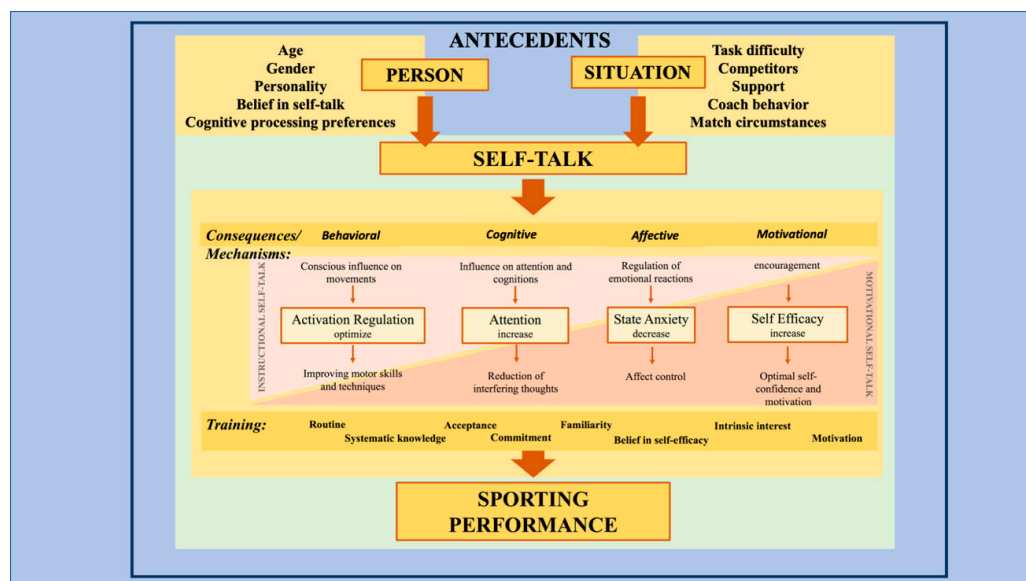 ANTECEDENTS
Age
Gender
Personality
Belief in self-talk
Cognitive processing preferences
PERSON
SITUATION
Task difficulty
Competitors
Support
Coach behavior
Match circumstances
SELF-TALK
Consequences/
Mechanisms:
Behavioral
Cognitive
Affective
Motivational
INSTRUCTIONAL SELF-TALK
Conscious influence on
movements
Activation Regulation
optimize
Improving motor skills
and techniques
Influence on attention and
cognitions
Attention
increase
Reduction of
interfering thoughts
Regulation of
emotional reactions
State Anxiety
decrease
Affect control
encouragement
Self Efficacy
increase
Optimal self-
confidence and
motivation
MOTIVATIONAL SELF-TALK
Training:
Routine
Systematic knowledge
Acceptance
Commitment
Familiarity
Belief in self-efficacy
Intrinsic interest
Motivation
SPORTING
PERFORMANCE